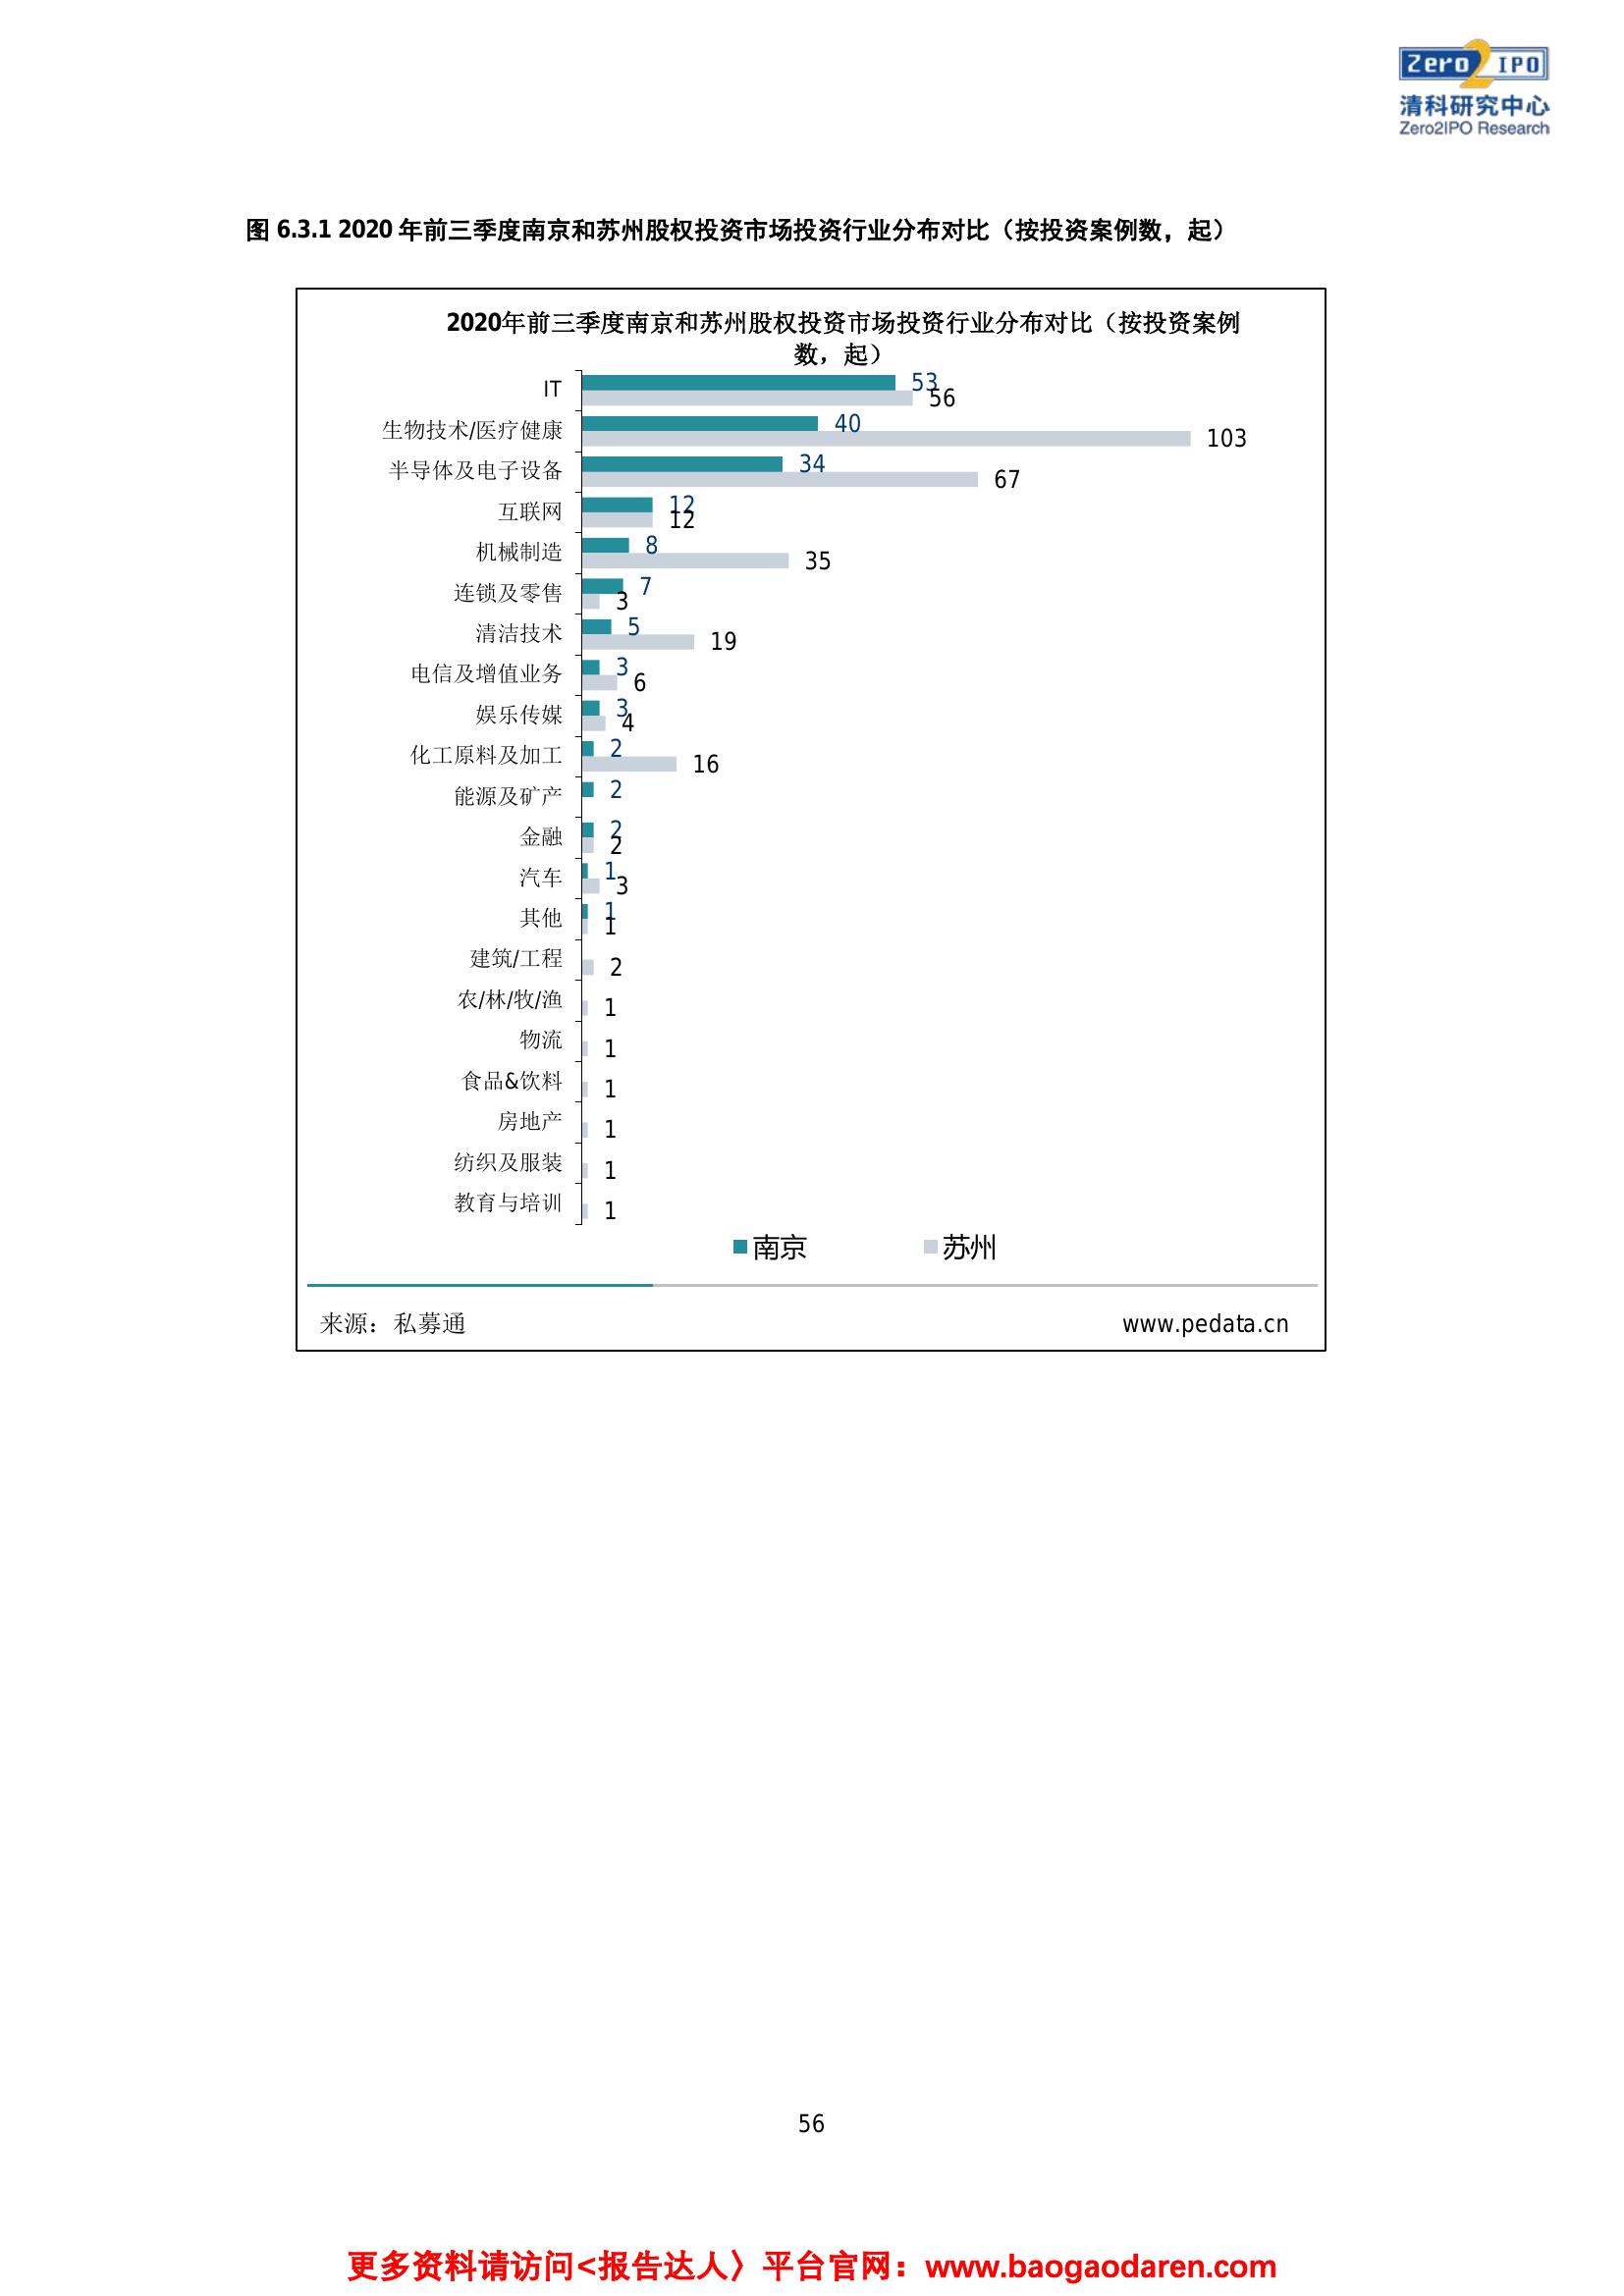 Zero2IPO
清科研究中心
Zero2IPO Research
图 6.3.1 2020 年前三季度南京和苏州股权投资市场投资行业分布对比（按投资案例数，起）
2020年前三季度南京和苏州股权投资市场投资行业分布对比（按投资案例
数，起）
IT 53 56
生物技术/医疗健康 40 103
半导体及电子设备 34 67
互联网 12 12
机械制造 8 35
连锁及零售 7 3
清洁技术 5 19
电信及增值业务 3 6
娱乐传媒 3 4
化工原料及加工 2 16
能源及矿产 2
金融 2 2
汽车 1 3
其他 1 1
建筑/工程 2
农/林/牧/渔 1
物流 1
食品&饮料 1
房地产 1
纺织及服装 1
教育与培训 1
南京 苏州
来源：私募通 www.pedata.cn
56
更多资料请访问<报告达人〉平台官网：www.baogaodaren.com